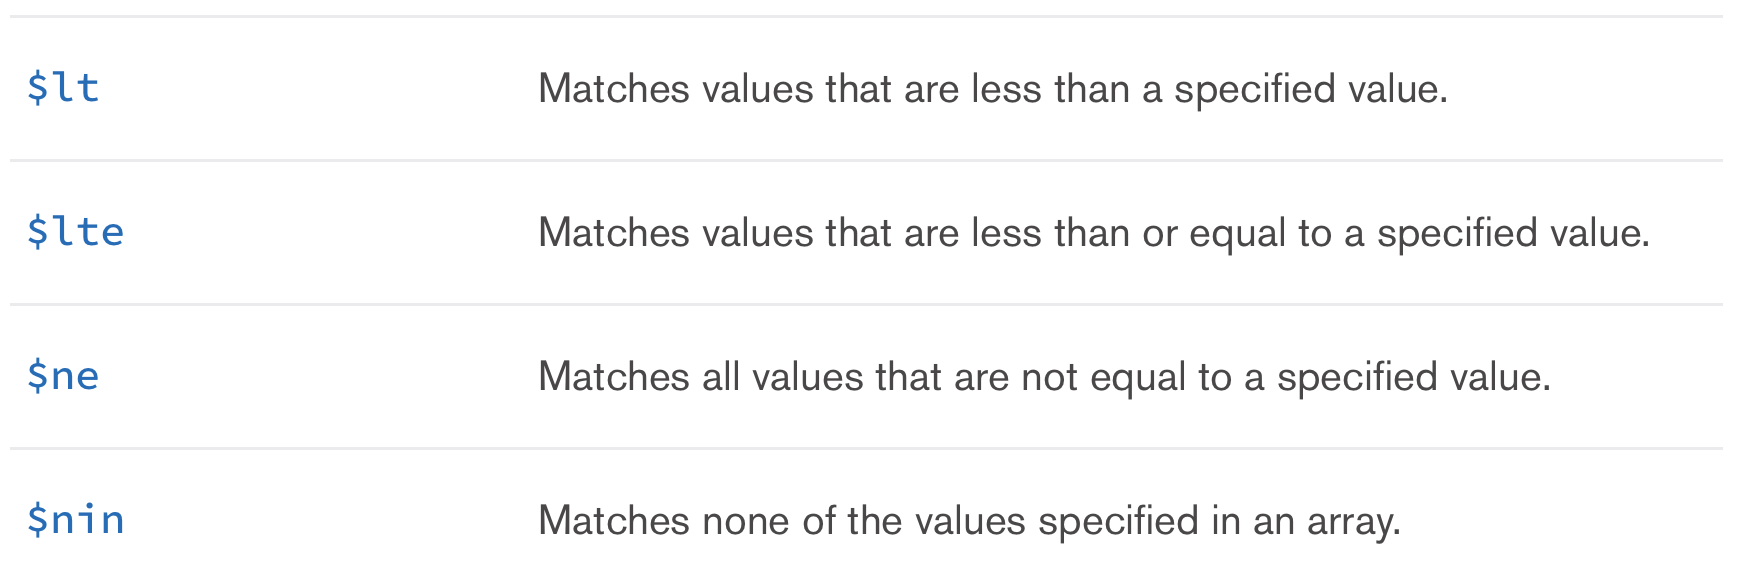 $lt Matches values that are less than a specified value.
$lte Matches values that are less than or equal to a specified value.
$ne Matches all values that are not equal to a specified value.
$nin Matches none of the values specified in an array.